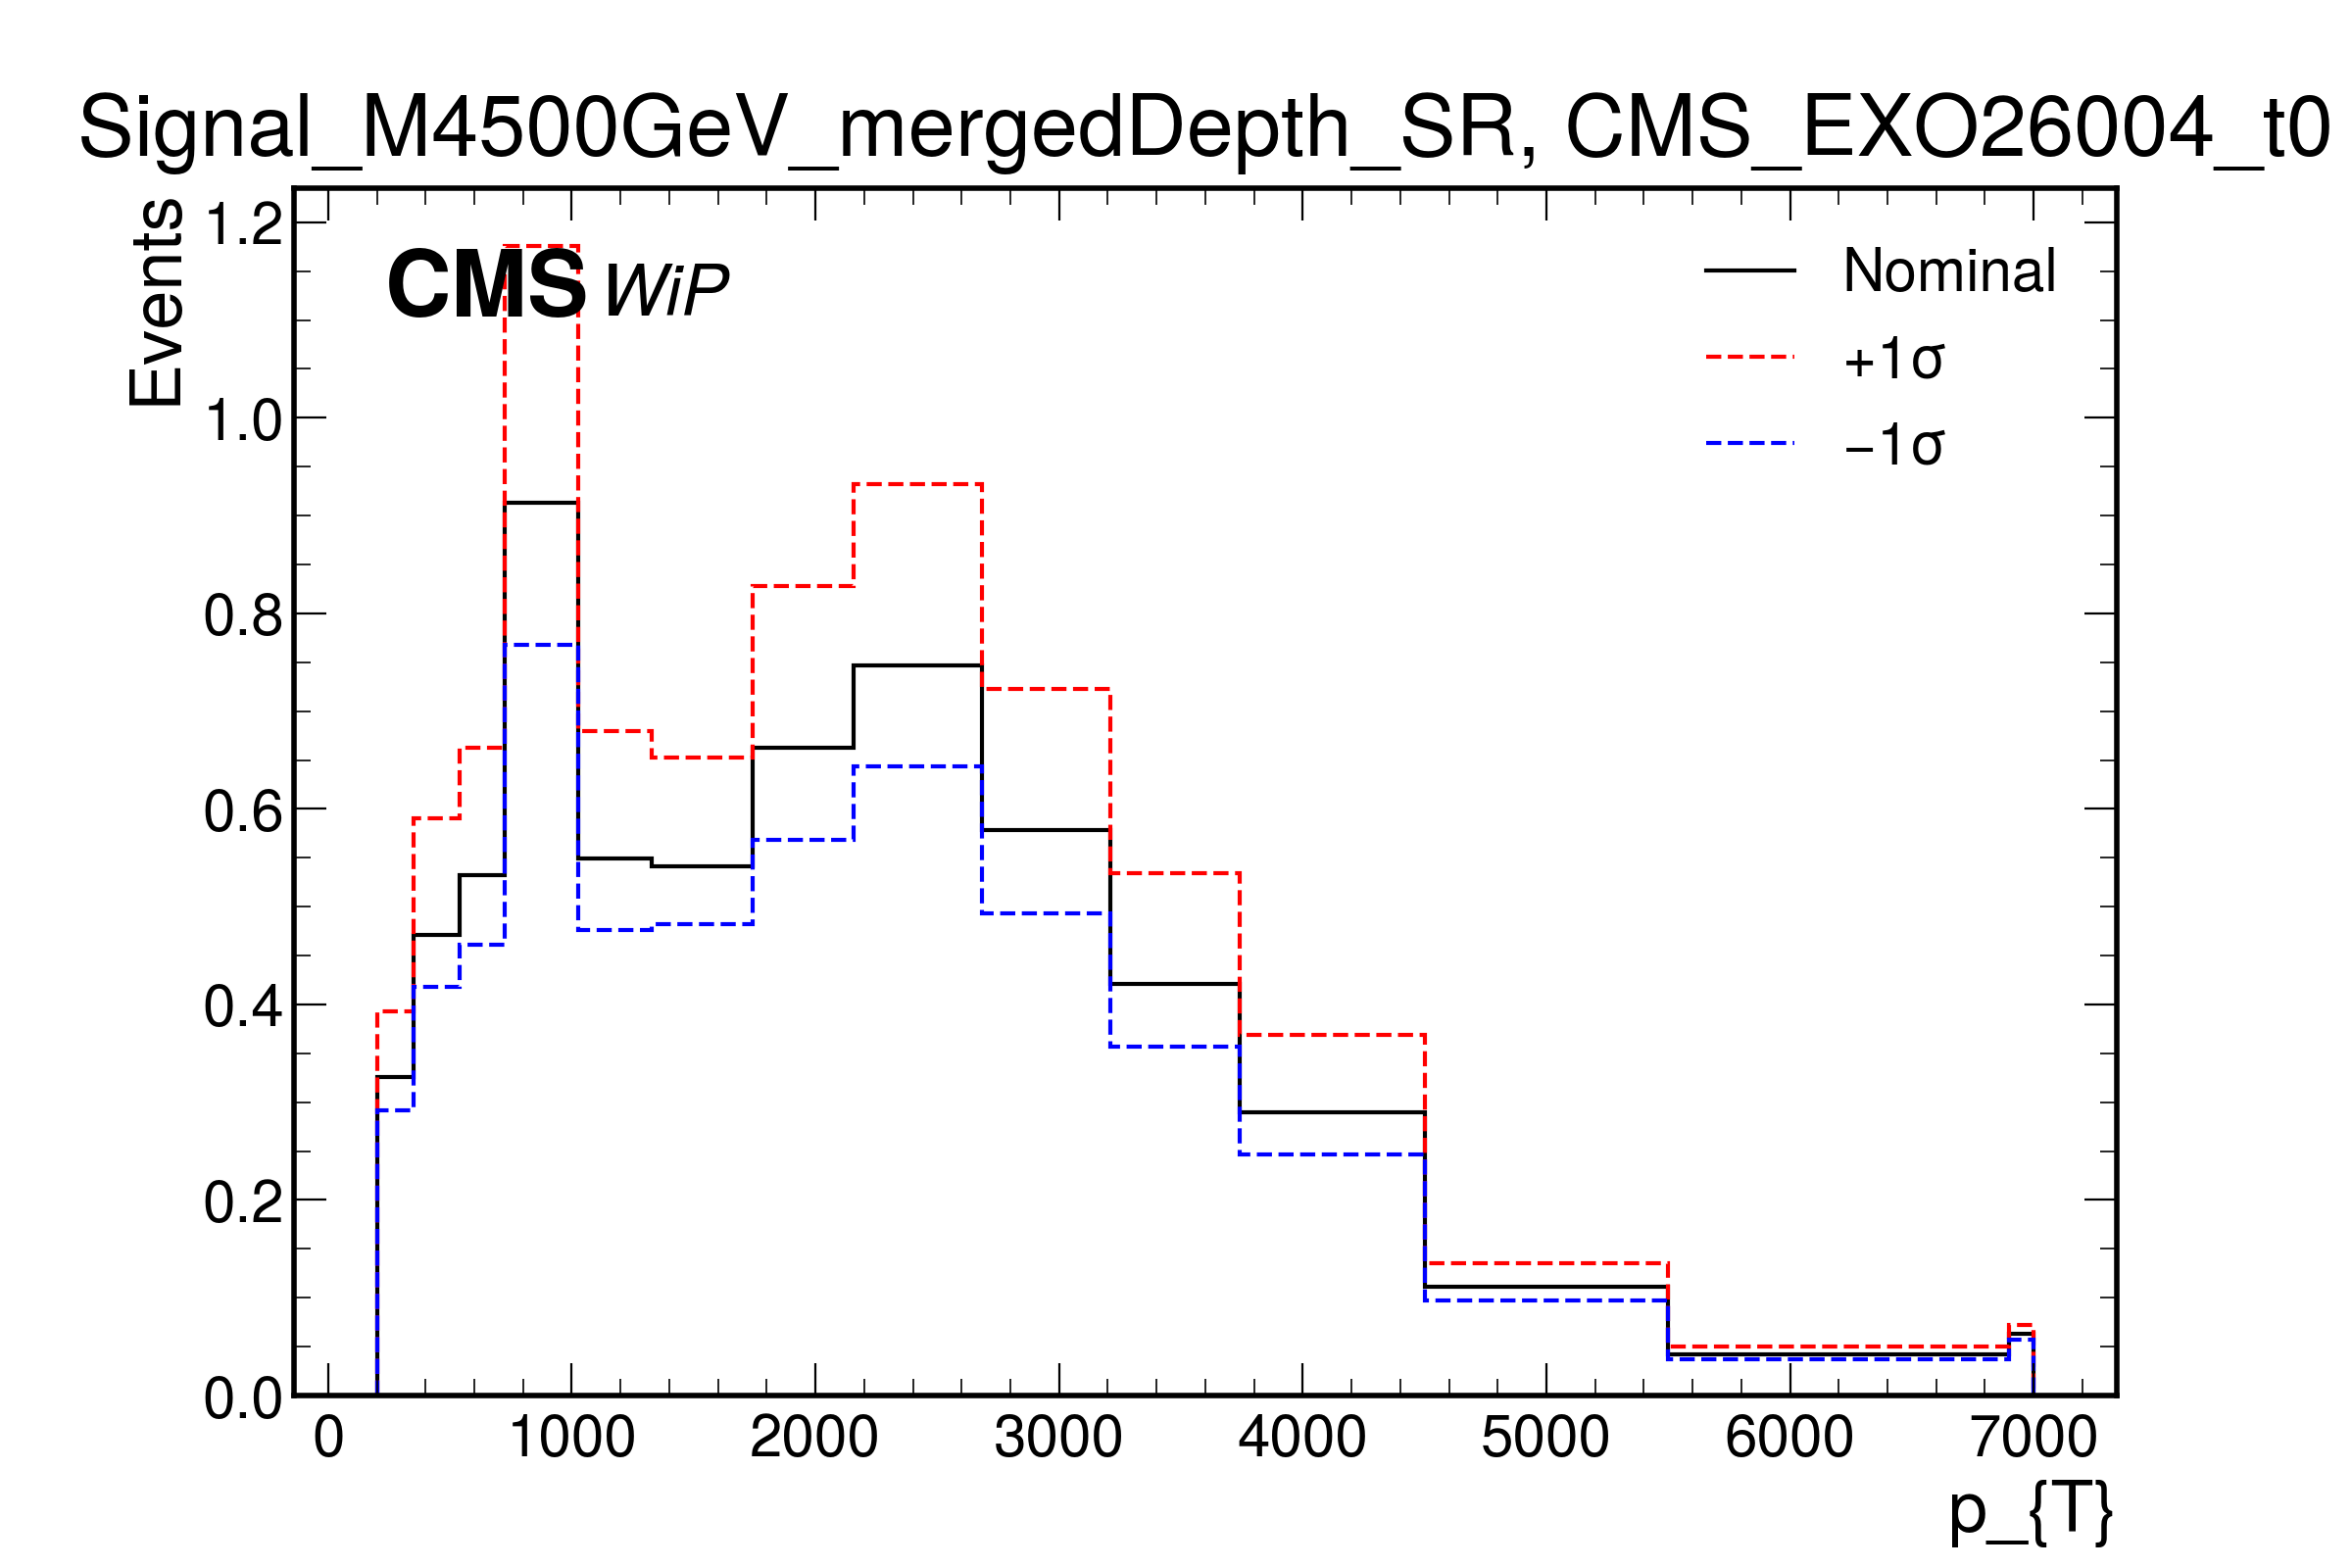 Signal_M4500GeV_mergedDepth_SR, CMS_EXO26004_t0
Events
1.2
1.0
0.8
0.6
0.4
0.2
0.0
CMS WiP
Nominal
+1σ
−1σ
0 1000 2000 3000 4000 5000 6000 7000
p_{T}